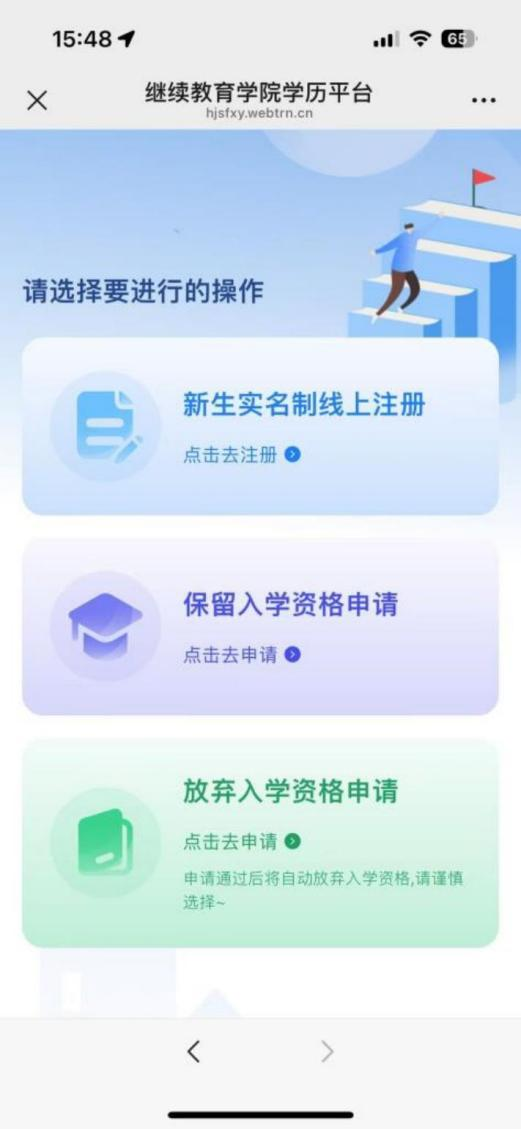 15:48
65
继续教育学院学历平台
hjsfxy.webtrn.cn
请选择要进行的操作
新生实名制线上注册
点击去注册
保留入学资格申请
点击去申请
放弃入学资格申请
点击去申请
申请通过后将自动放弃入学资格,请谨慎
选择~